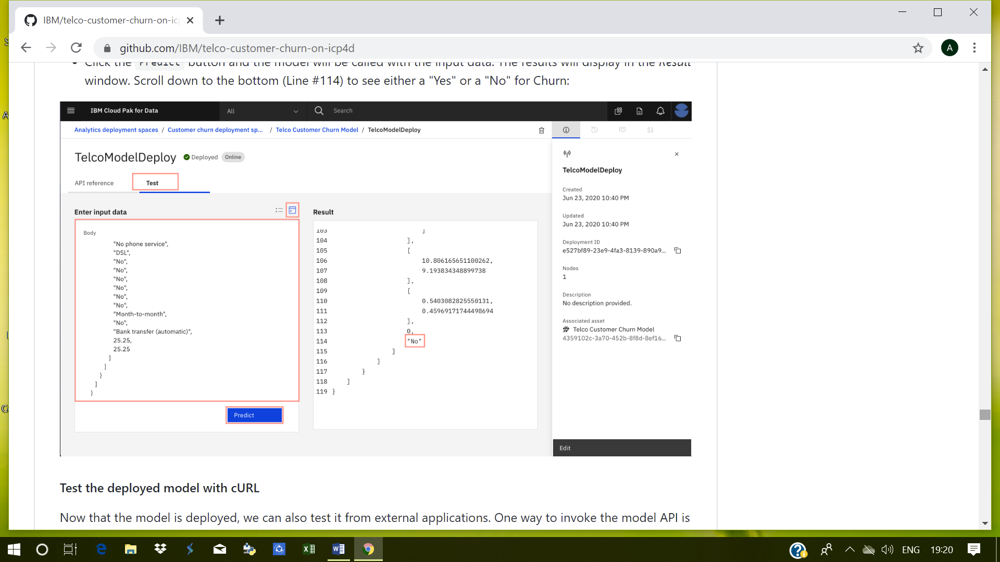 IBM/telco-customer-churn-on-ic
github.com/IBM/telco-customer-churn-on-icp4d
A
Click the Predict button and the model will be called with the input data. The results will display in the Result
window. Scroll down to the bottom (Line #114) to see either a "Yes" or a "No" for Churn:
IBM Cloud Pak for Data
All
Search
Analytics deployment spaces / Customer churn deployment sp... / Telco Customer Churn Model / TelcoModelDeploy
TelcoModelDeploy
Deployed
Online
API reference
Test
Enter input data
Body
"No phone service",
"DSL",
"No",
"No",
"No",
"No",
"No",
"No",
"Month-to-month",
"No",
"Bank transfer (automatic)",
25.25,
25.25
]
]
}
]
}
Predict
Result
103 ]
104 ],
105 [
106 10.806165651100262,
107 9.193834348899738
108 ],
109 [
110 0.5403082825550131,
111 0.45969171744498694
112 ],
113 0,
114 "No"
115 ]
116 ]
117 }
118 ]
119 }
TelcoModelDeploy
Created
Jun 23, 2020 10:40 PM
Updated
Jun 23, 2020 10:40 PM
Deployment ID
e527bf89-23e9-4fa3-8139-890a9...
Nodes
1
Description
No description provided.
Associated asset
Telco Customer Churn Model
4359102c-3a70-452b-8f8d-8ef16...
Edit
Test the deployed model with cURL
Now that the model is deployed, we can also test it from external applications. One way to invoke the model API is
ENG
19:20